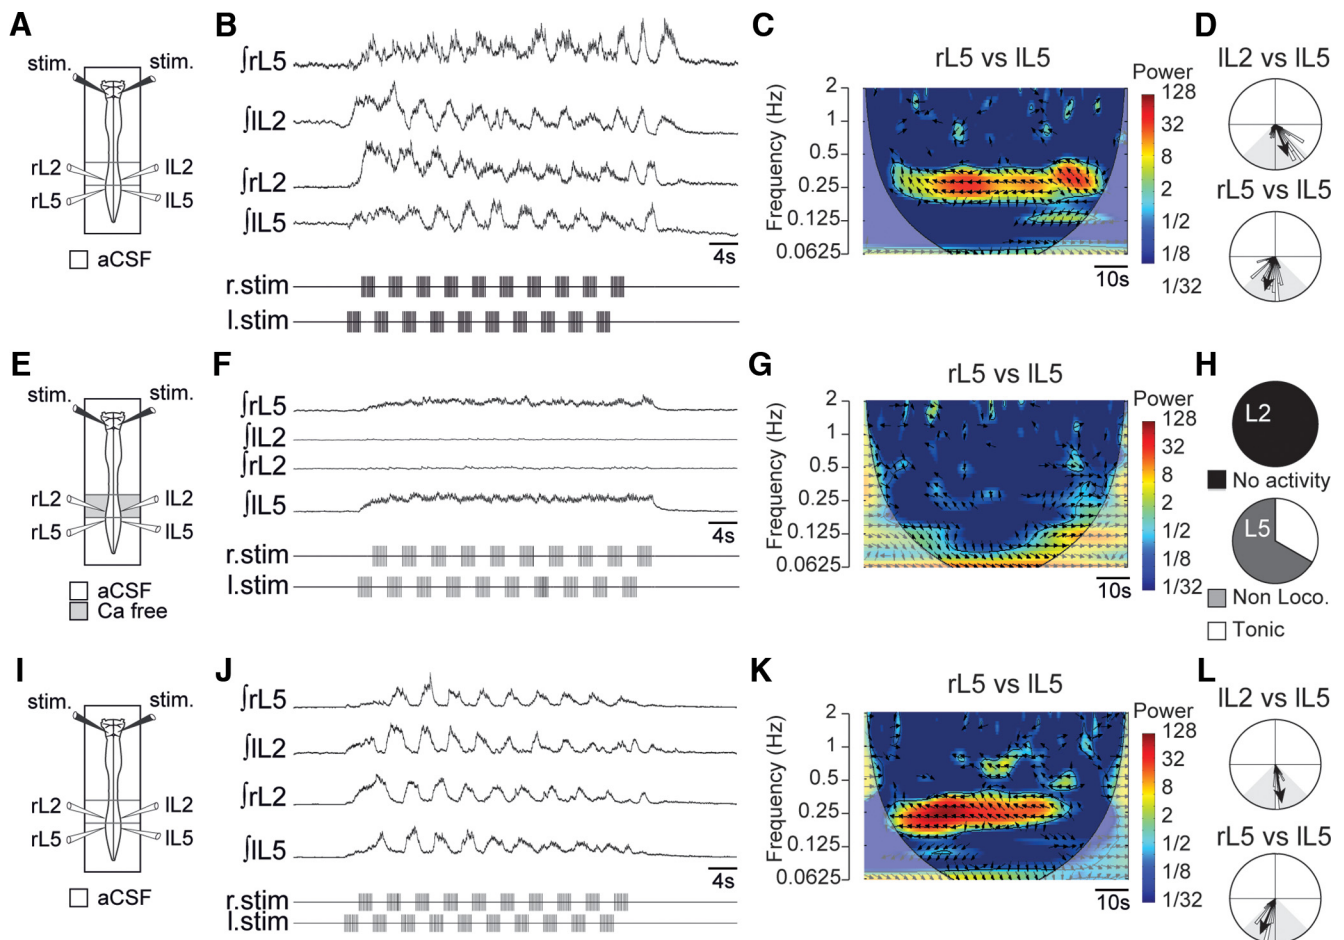 A
stim.
stim.
rL2
lL2
rL5
lL5
aCSF
B
∫rL5
∫lL2
∫rL2
∫lL5
4s
r.stim
l.stim
C
rL5 vs lL5
Frequency (Hz)
2
1
0.5
0.25
0.125
0.0625
10s
Power
128
32
8
2
1/2
1/8
1/32
D
lL2 vs lL5
rL5 vs lL5
E
stim.
stim.
rL2
lL2
rL5
lL5
aCSF
Ca free
F
∫rL5
∫lL2
∫rL2
∫lL5
4s
r.stim
l.stim
G
rL5 vs lL5
Frequency (Hz)
2
1
0.5
0.25
0.125
0.0625
10s
Power
128
32
8
2
1/2
1/8
1/32
H
L2
No activity
L5
Non Loco.
Tonic
I
stim.
stim.
rL2
lL2
rL5
lL5
aCSF
J
∫rL5
∫lL2
∫rL2
∫lL5
4s
r.stim
l.stim
K
rL5 vs lL5
Frequency (Hz)
2
1
0.5
0.25
0.125
0.0625
10s
Power
128
32
8
2
1/2
1/8
1/32
L
lL2 vs lL5
rL5 vs lL5